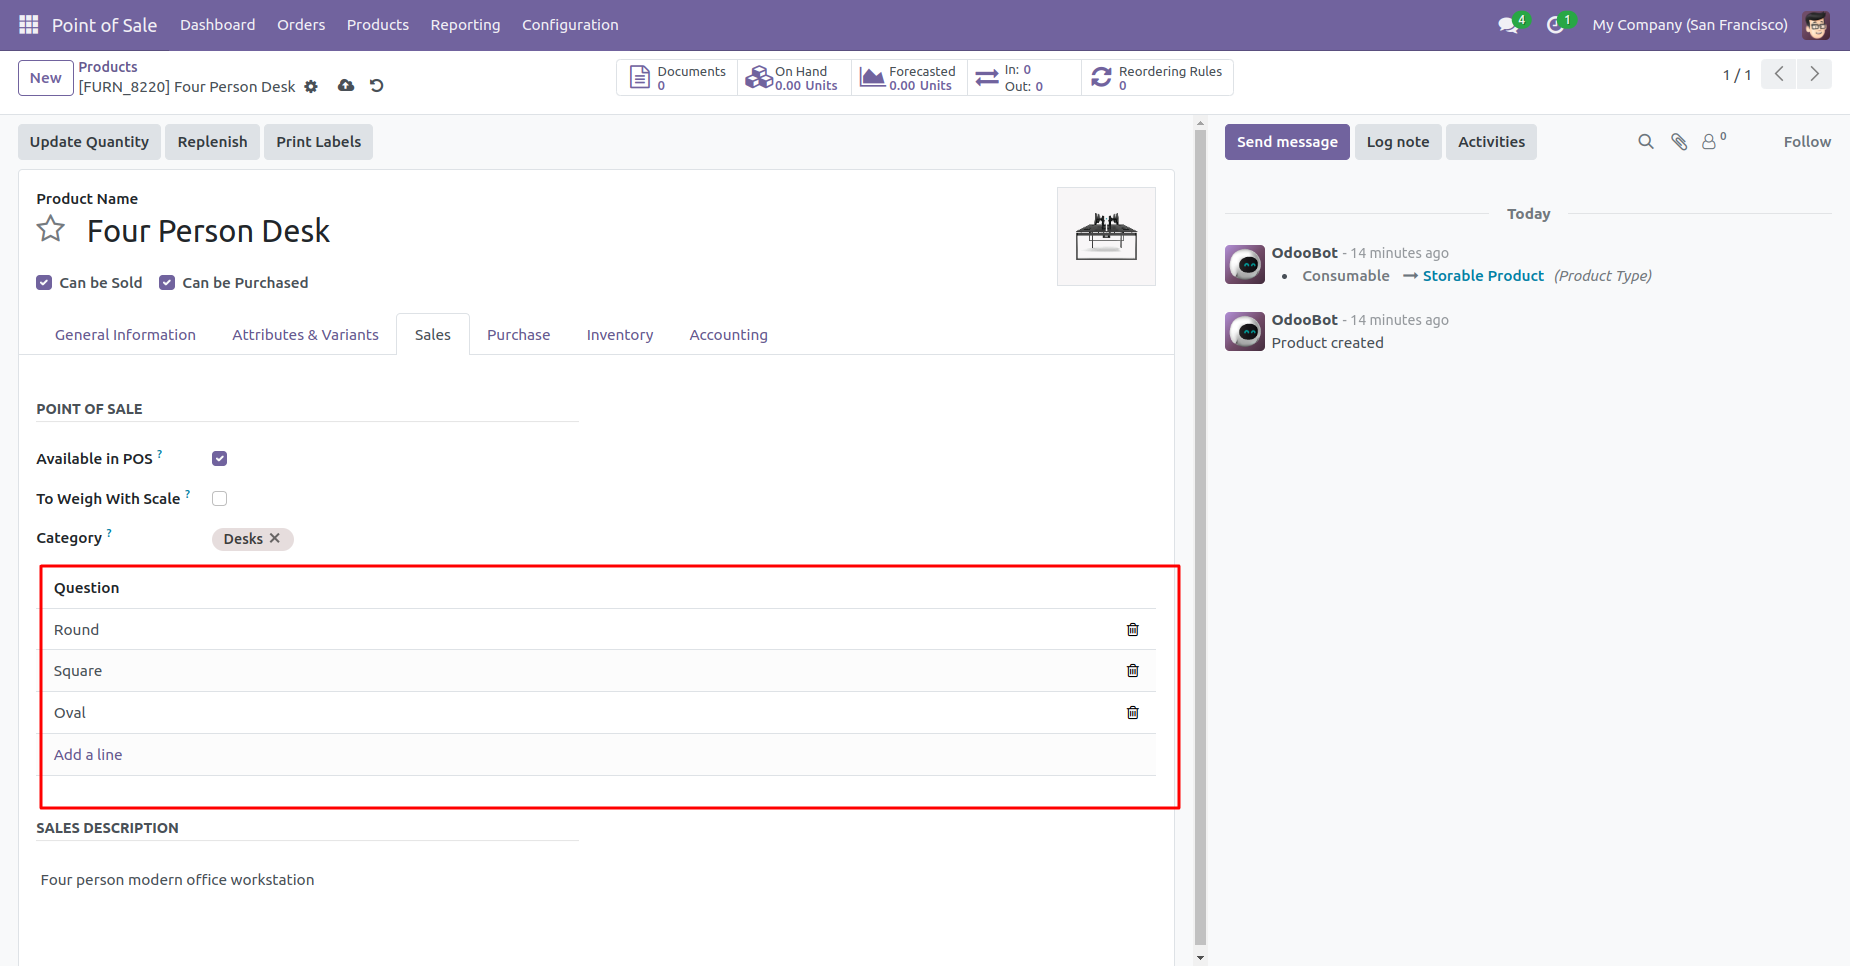 Point of Sale Dashboard Orders Products Reporting Configuration 4 1 My Company (San Francisco)
New
Products
[FURN_8220] Four Person Desk
Documents
0
On Hand
0.00 Units
Forecasted
0.00 Units
In: 0
Out: 0
Reordering Rules
0
1 / 1
Update Quantity Replenish Print Labels
Send message Log note Activities 0 Follow
Product Name
Four Person Desk
Can be Sold Can be Purchased
General Information Attributes & Variants Sales Purchase Inventory Accounting
POINT OF SALE
Available in POS ?
To Weigh With Scale ?
Category ? Desks
Question
Round
Square
Oval
Add a line
SALES DESCRIPTION
Four person modern office workstation
Today
OdooBot - 14 minutes ago
• Consumable → Storable Product (Product Type)
OdooBot - 14 minutes ago
Product created